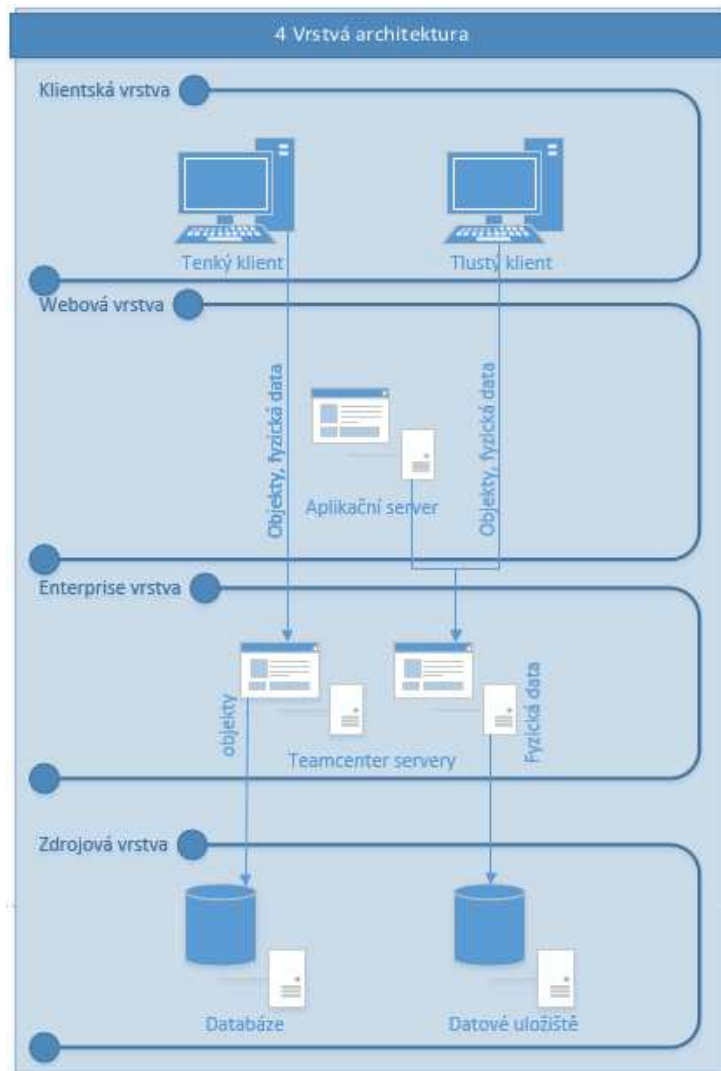 4 Vrstvá architektura
Klientská vrstva
Tenký klient
Tlustý klient
Webová vrstva
Objekty, fyzická data
Objekty, fyzická data
Aplikační server
Enterprise vrstva
objekty
Fyzická data
Teamcenter servery
Zdrojová vrstva
Databáze
Datové uložiště